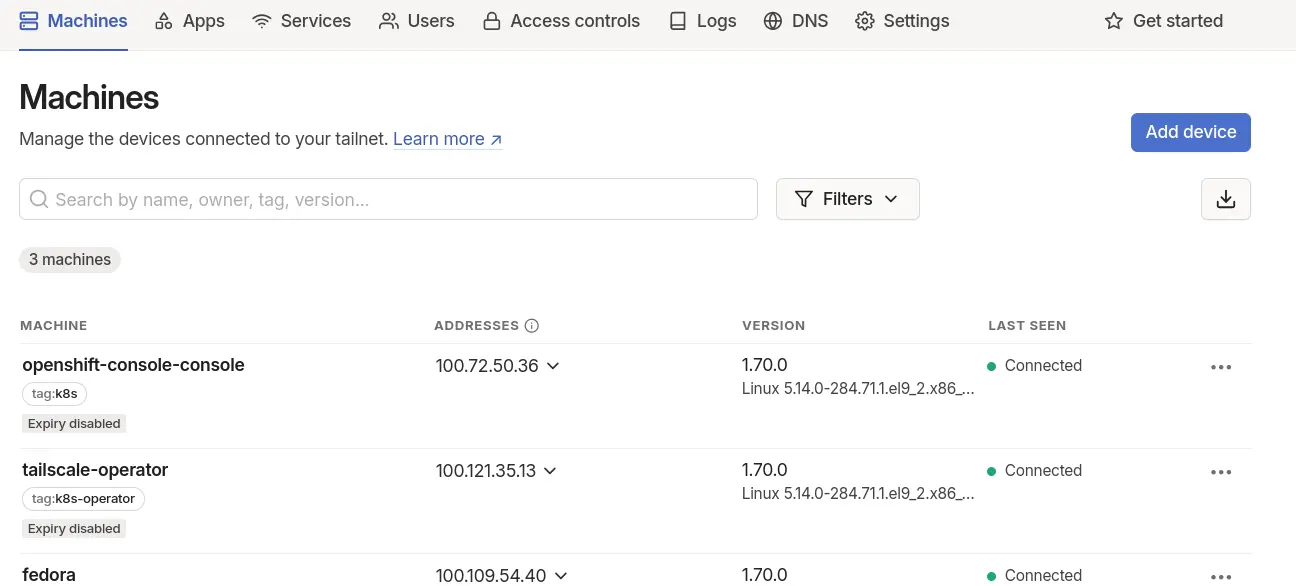 Machines Apps Services Users Access controls Logs DNS Settings Get started
Machines
Manage the devices connected to your tailnet. Learn more ↗
Add device
Search by name, owner, tag, version...
Filters
3 machines
MACHINE ADDRESSES VERSION LAST SEEN
openshift-console-console 100.72.50.36 1.70.0 Connected
tag:k8s Linux 5.14.0-284.71.1.el9_2.x86_...
Expiry disabled
tailscale-operator 100.121.35.13 1.70.0 Connected
tag:k8s-operator Linux 5.14.0-284.71.1.el9_2.x86_...
Expiry disabled
fedora 100.109.54.40 1.70.0 Connected